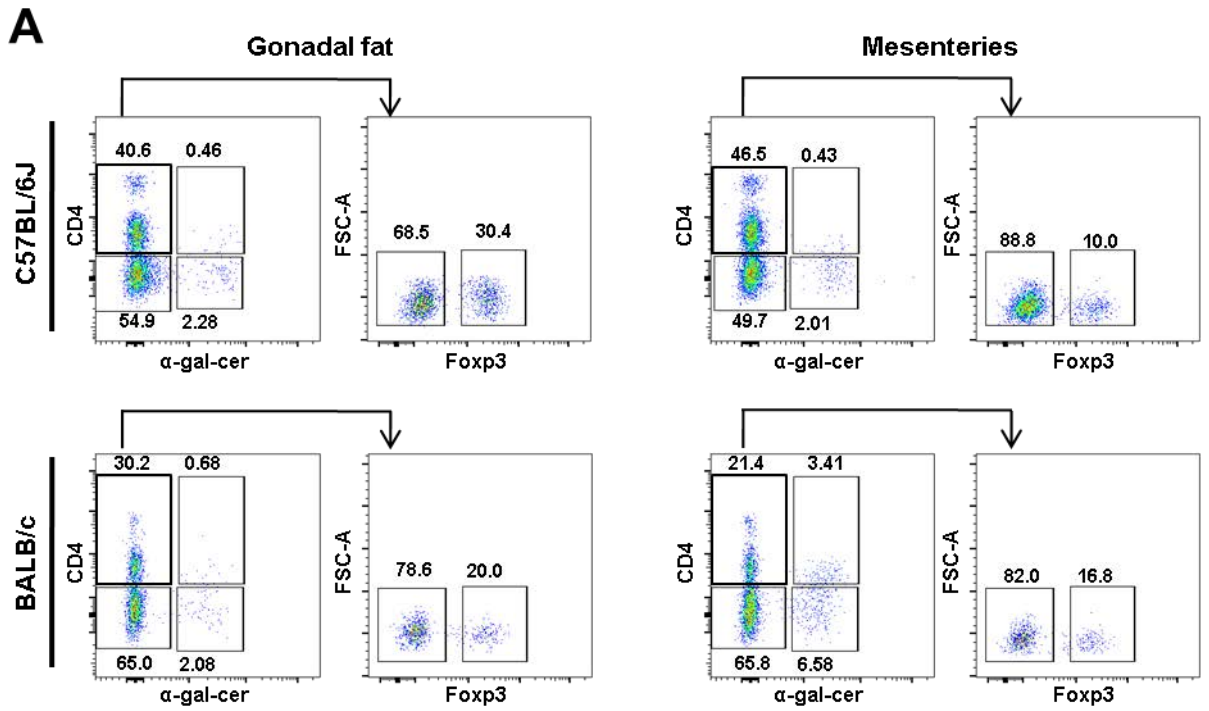 A
Gonadal fat
Mesenteries
C57BL/6J
CD4
40.6 0.46
54.9 2.28
α-gal-cer
FSC-A
68.5 30.4
Foxp3
CD4
46.5 0.43
49.7 2.01
α-gal-cer
FSC-A
88.8 10.0
Foxp3
BALB/c
CD4
30.2 0.68
65.0 2.08
α-gal-cer
FSC-A
78.6 20.0
Foxp3
CD4
21.4 3.41
65.8 6.58
α-gal-cer
FSC-A
82.0 16.8
Foxp3